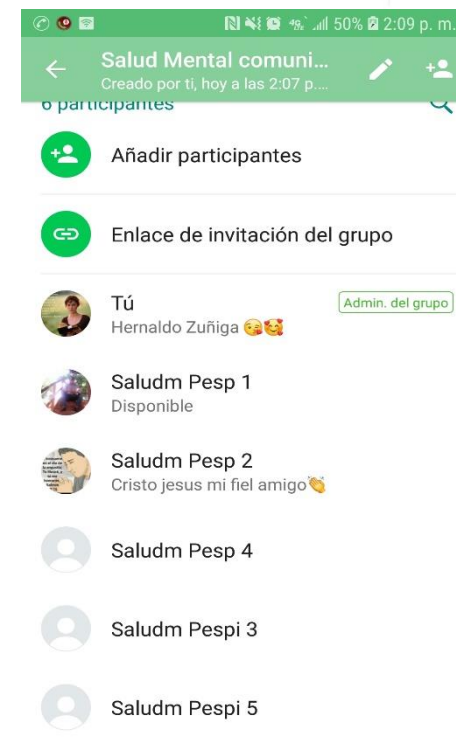 50% 2:09 p. m.
Salud Mental comuni...
Creado por ti, hoy a las 2:07 p....
6 participantes
Añadir participantes
Enlace de invitación del grupo
Tú
Admin. del grupo
Hernaldo Zuñiga 😘🥰
Saludm Pesp 1
Disponible
Saludm Pesp 2
Cristo jesus mi fiel amigo👏
Saludm Pesp 4
Saludm Pespi 3
Saludm Pespi 5